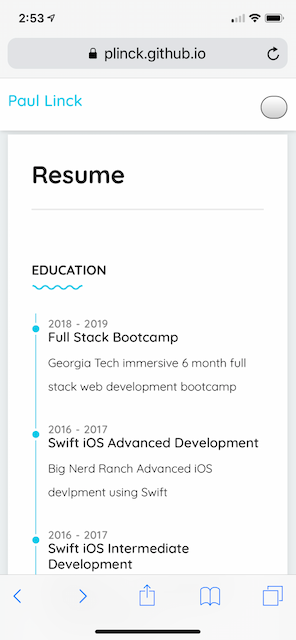 2:53
plinck.github.io
Paul Linck
Resume
EDUCATION
2018 - 2019
Full Stack Bootcamp
Georgia Tech immersive 6 month full
stack web development bootcamp
2016 - 2017
Swift iOS Advanced Development
Big Nerd Ranch Advanced iOS
devlpment using Swift
2016 - 2017
Swift iOS Intermediate
Development